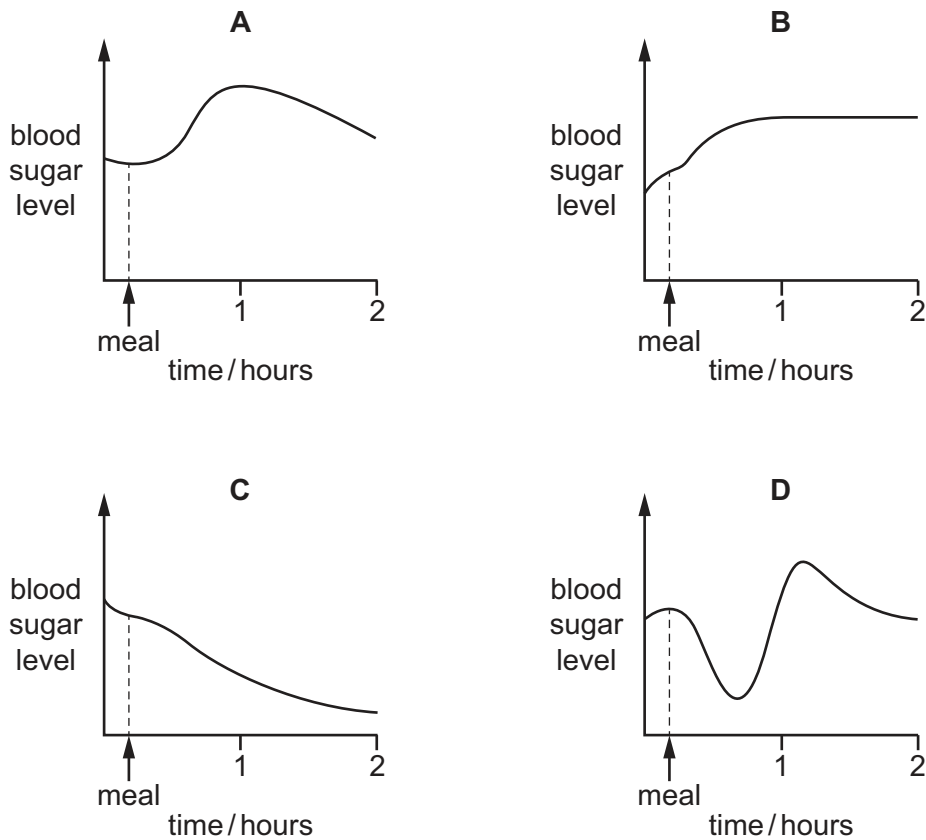 A
blood
sugar
level
1
2
meal
time / hours
B
blood
sugar
level
1
2
meal
time / hours
C
blood
sugar
level
1
2
meal
time / hours
D
blood
sugar
level
1
2
meal
time / hours